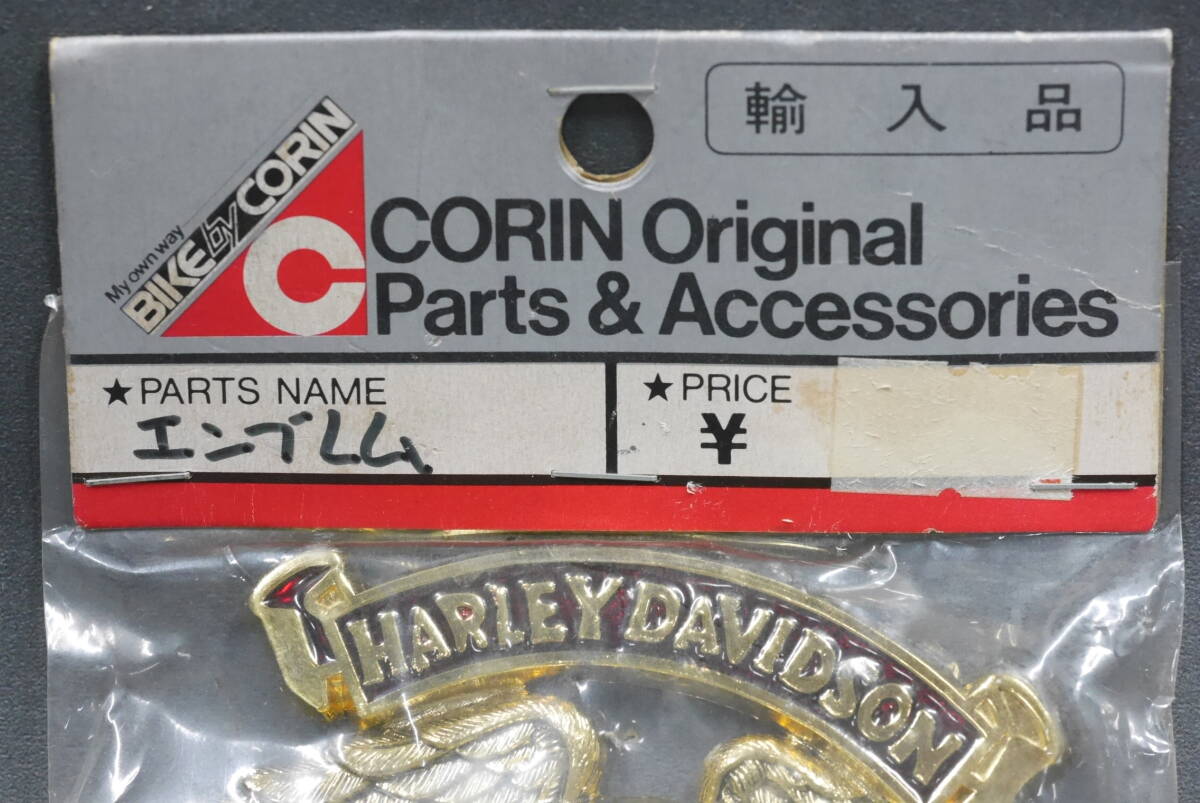 輸入品
My own way
BIKE by CORIN
C
CORIN Original
Parts & Accessories
★ PARTS NAME
エンブレム
★ PRICE
¥
HARLEY DAVIDSON